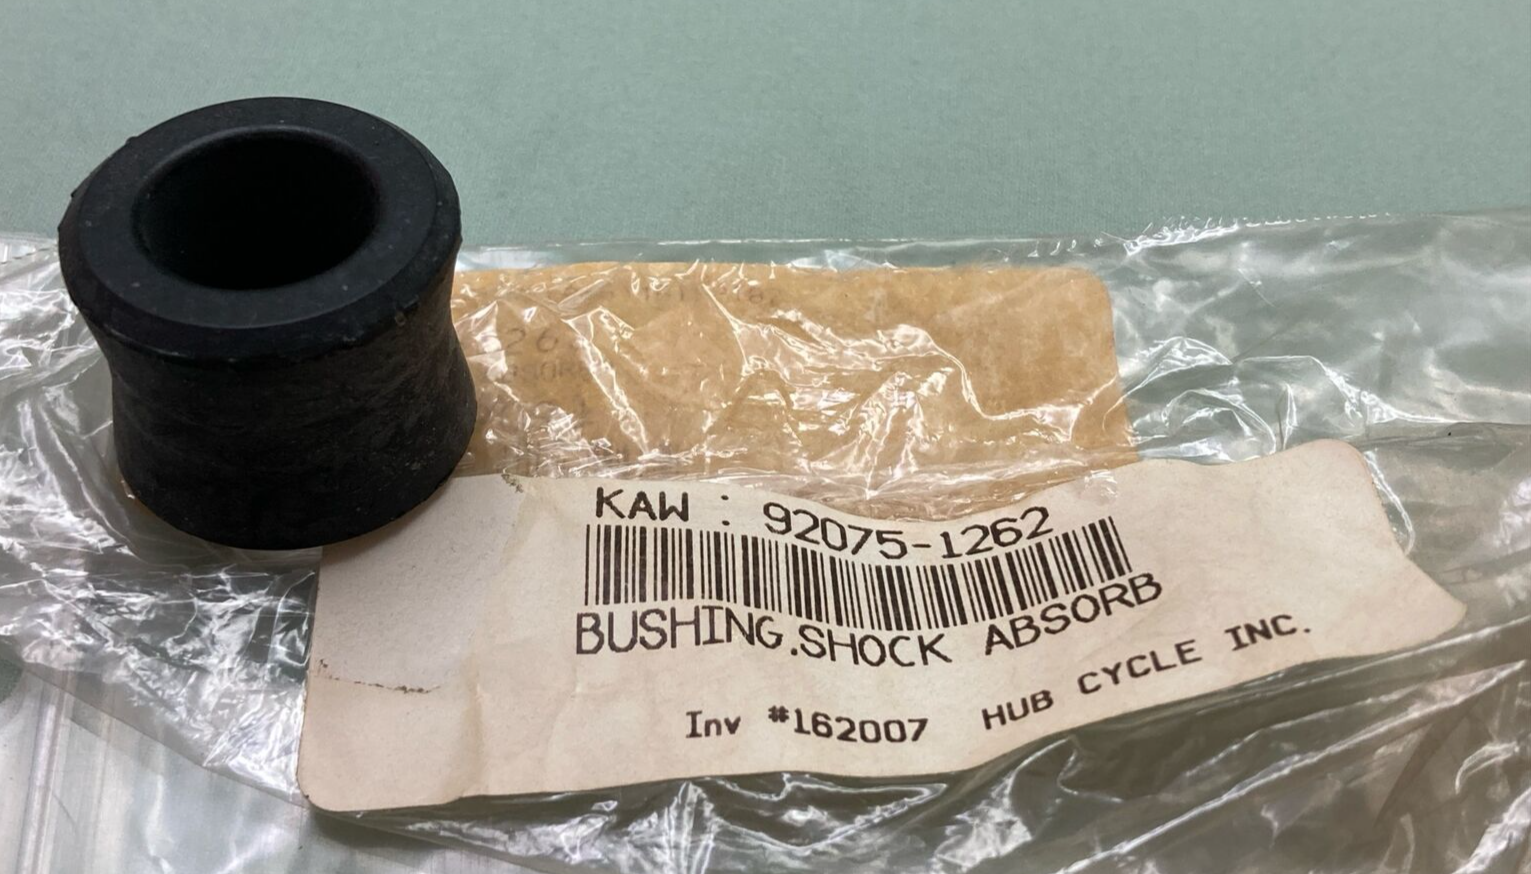 KAW : 92075-1262
BUSHING.SHOCK ABSORB
Inv #162007 HUB CYCLE INC.